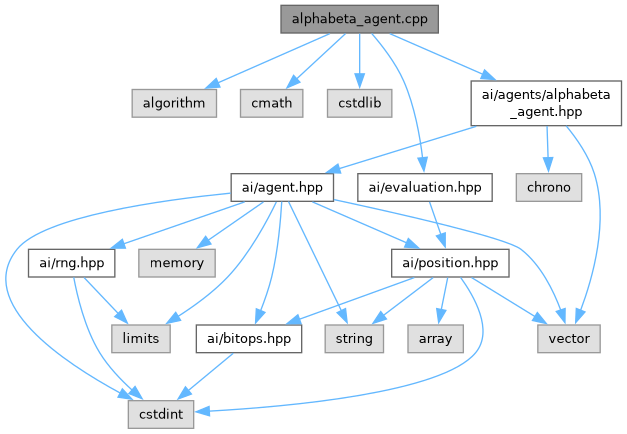 alphabeta_agent.cpp
algorithm
cmath
cstdlib
ai/agents/alphabeta
_agent.hpp
ai/agent.hpp
ai/evaluation.hpp
chrono
ai/rng.hpp
memory
ai/position.hpp
limits
ai/bitops.hpp
string
array
vector
cstdint